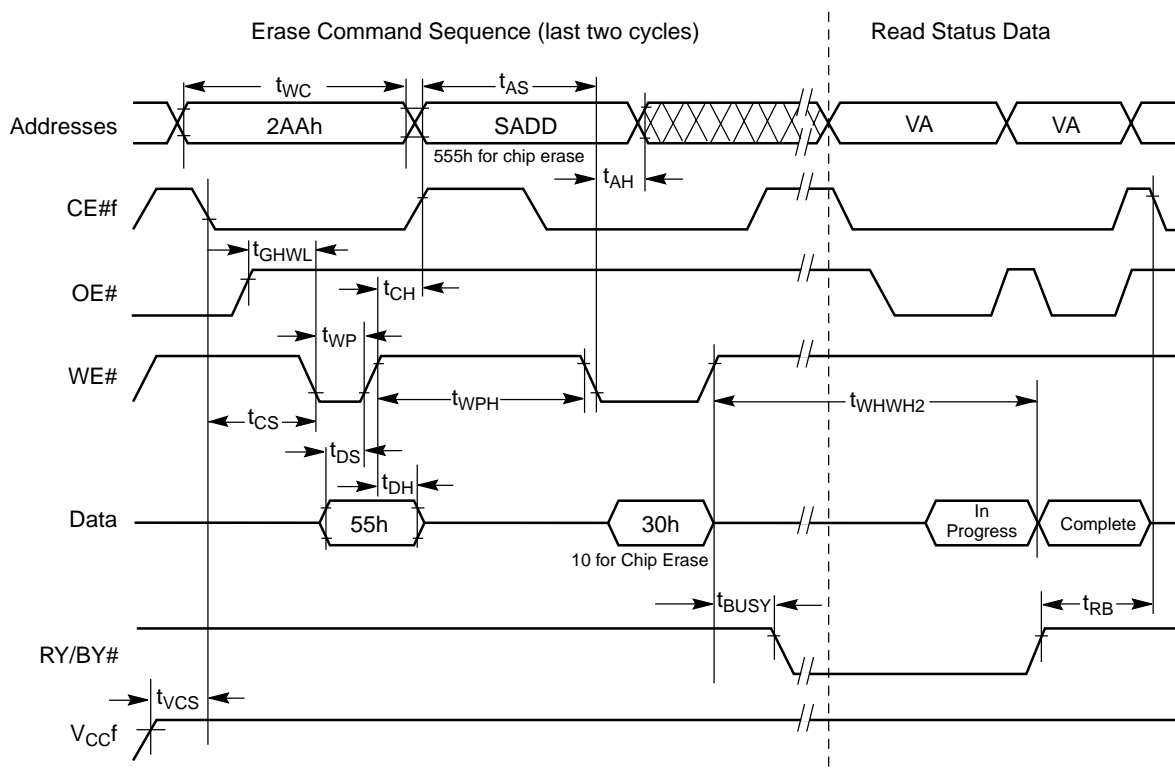 Erase Command Sequence (last two cycles)
Read Status Data
tWC
tAS
Addresses
2AAh
SADD
VA
VA
555h for chip erase
tAH
CE#f
tGHWL
OE#
tCH
tWP
WE#
tWPH
tWHWH2
tCS
tDS
tDH
Data
55h
30h
In
Progress
Complete
10 for Chip Erase
tBUSY
tRB
RY/BY#
tVCS
VCCf